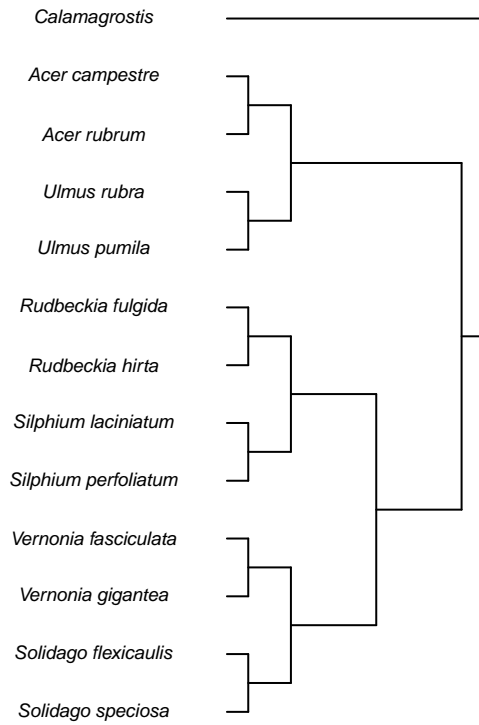 Calamagrostis
Acer campestre
Acer rubrum
Ulmus rubra
Ulmus pumila
Rudbeckia fulgida
Rudbeckia hirta
Silphium laciniatum
Silphium perfoliatum
Vernonia fasciculata
Vernonia gigantea
Solidago flexicaulis
Solidago speciosa